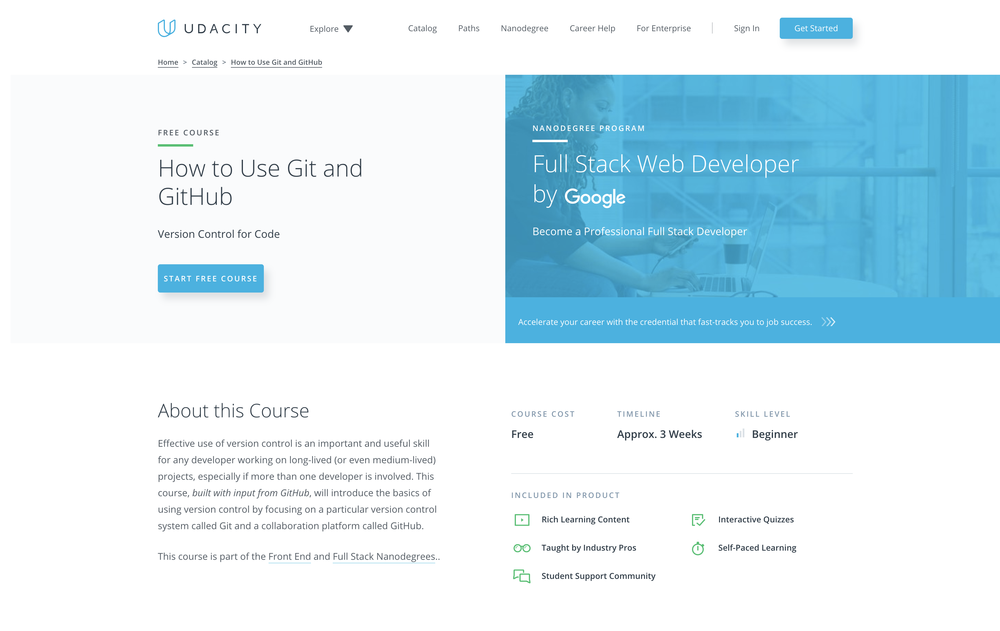 UDACITY
Explore
Catalog
Paths
Nanodegree
Career Help
For Enterprise
Sign In
Get Started
Home > Catalog > How to Use Git and GitHub
FREE COURSE
How to Use Git and
GitHub
Version Control for Code
START FREE COURSE
NANODEGREE PROGRAM
Full Stack Web Developer
by Google
Become a Professional Full Stack Developer
Accelerate your career with the credential that fast-tracks you to job success.
About this Course
Effective use of version control is an important and useful skill
for any developer working on long-lived (or even medium-lived)
projects, especially if more than one developer is involved. This
course, built with input from GitHub, will introduce the basics of
using version control by focusing on a particular version control
system called Git and a collaboration platform called GitHub.
This course is part of the Front End and Full Stack Nanodegrees..
COURSE COST
Free
TIMELINE
Approx. 3 Weeks
SKILL LEVEL
Beginner
INCLUDED IN PRODUCT
Rich Learning Content
Interactive Quizzes
Taught by Industry Pros
Self-Paced Learning
Student Support Community